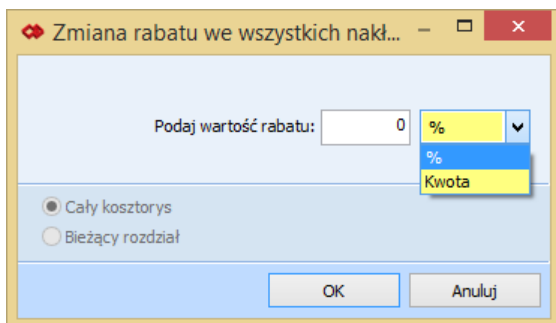 Zmiana rabatu we wszystkich nakł...
Podaj wartość rabatu: 0 %
%
Kwota
Cały kosztorys
Bieżący rozdział
OK Anuluj